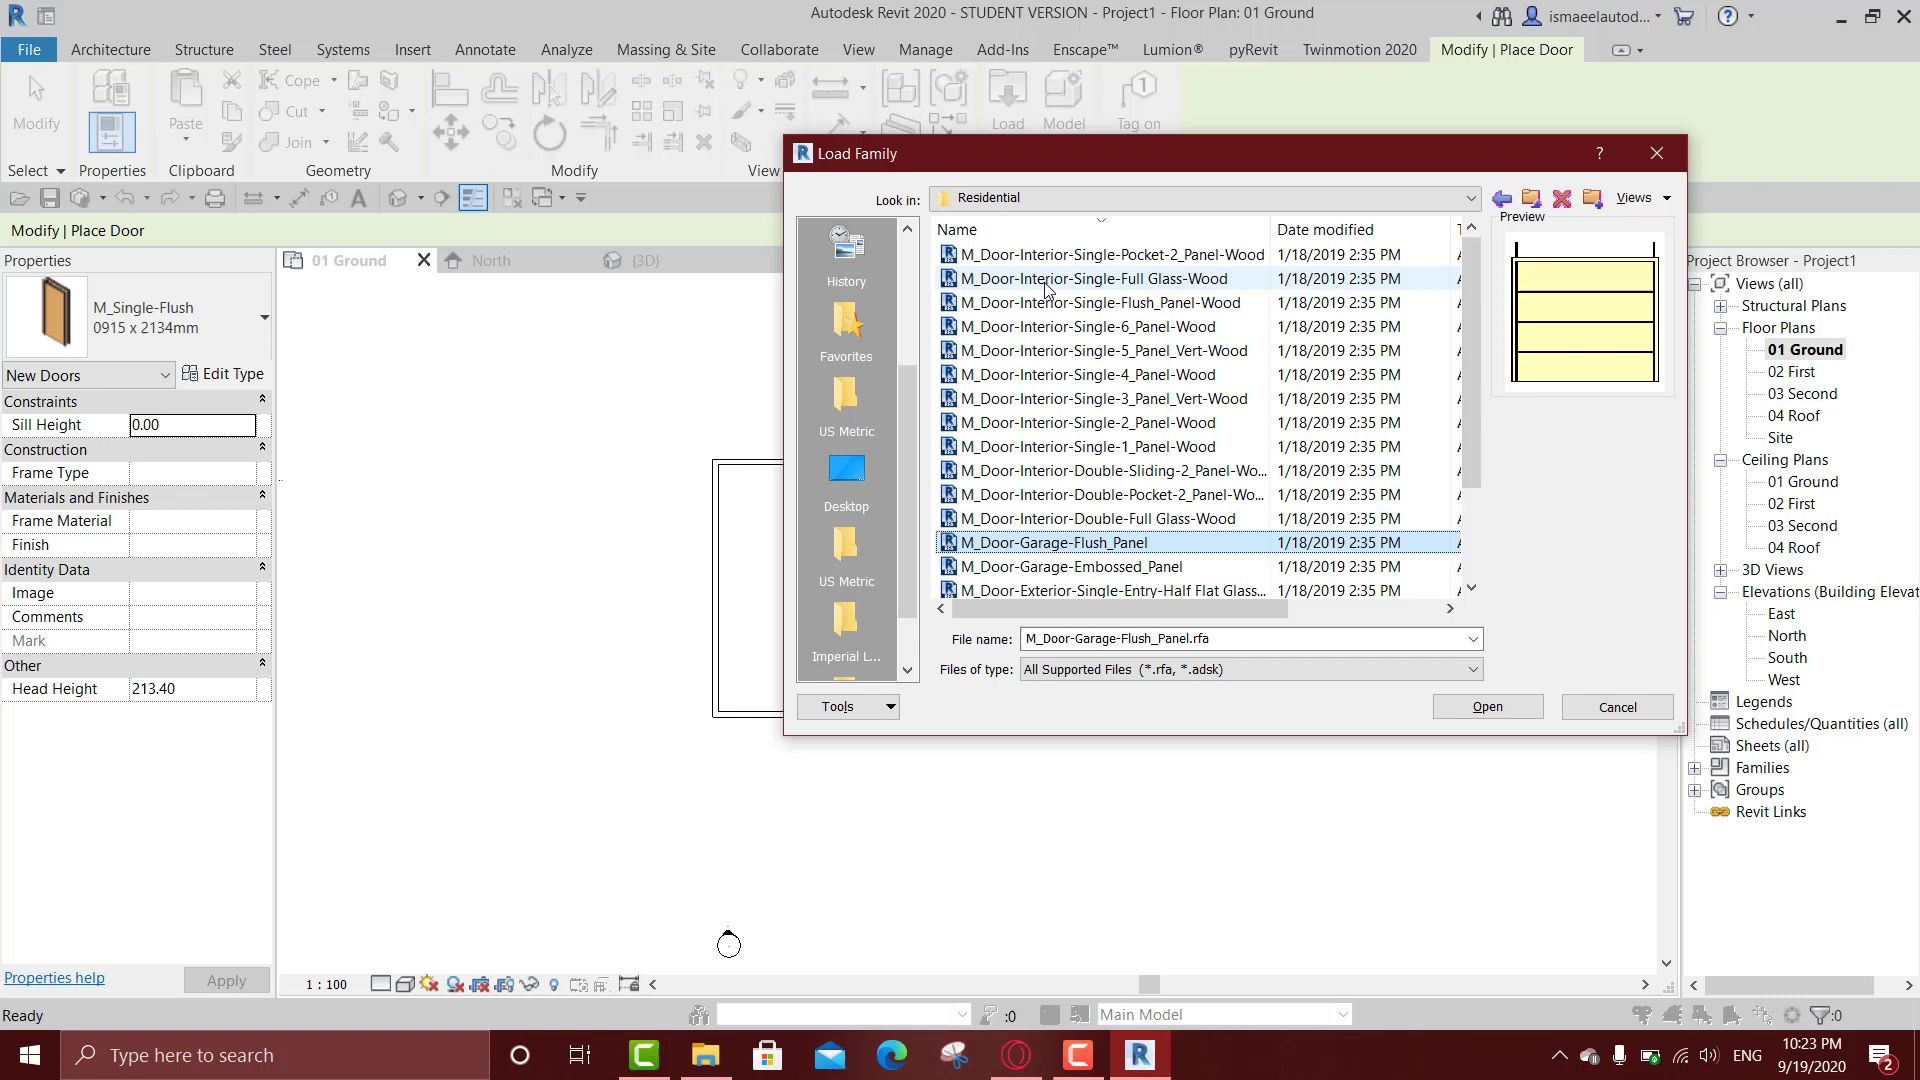 Autodesk Revit 2020 - STUDENT VERSION - Project1 - Floor Plan: 01 Ground
ismaeelautod...
File
Architecture
Structure
Steel
Systems
Insert
Annotate
Analyze
Massing & Site
Collaborate
View
Manage
Add-Ins
Enscape™
Lumion®
pyRevit
Twinmotion 2020
Modify | Place Door
Modify
Paste
Cope
Cut
Join
Load
Model
Tag on
Select
Properties
Clipboard
Geometry
Modify
View
Modify | Place Door
Properties
M_Single-Flush
0915 x 2134mm
New Doors
Edit Type
Constraints
Sill Height 0.00
Construction
Frame Type
Materials and Finishes
Frame Material
Finish
Identity Data
Image
Comments
Mark
Other
Head Height 213.40
Properties help
Apply
01 Ground
North
{3D}
Load Family
Look in:
Residential
Views
Preview
History
Favorites
US Metric
Desktop
US Metric
Imperial L...
Name Date modified
M_Door-Interior-Single-Pocket-2_Panel-Wood 1/18/2019 2:35 PM
M_Door-Interior-Single-Full Glass-Wood 1/18/2019 2:35 PM
M_Door-Interior-Single-Flush_Panel-Wood 1/18/2019 2:35 PM
M_Door-Interior-Single-6_Panel-Wood 1/18/2019 2:35 PM
M_Door-Interior-Single-5_Panel_Vert-Wood 1/18/2019 2:35 PM
M_Door-Interior-Single-4_Panel-Wood 1/18/2019 2:35 PM
M_Door-Interior-Single-3_Panel_Vert-Wood 1/18/2019 2:35 PM
M_Door-Interior-Single-2_Panel-Wood 1/18/2019 2:35 PM
M_Door-Interior-Single-1_Panel-Wood 1/18/2019 2:35 PM
M_Door-Interior-Double-Sliding-2_Panel-Wo... 1/18/2019 2:35 PM
M_Door-Interior-Double-Pocket-2_Panel-Wo... 1/18/2019 2:35 PM
M_Door-Interior-Double-Full Glass-Wood 1/18/2019 2:35 PM
M_Door-Garage-Flush_Panel 1/18/2019 2:35 PM
M_Door-Garage-Embossed_Panel 1/18/2019 2:35 PM
M_Door-Exterior-Single-Entry-Half Flat Glass... 1/18/2019 2:35 PM
File name: M_Door-Garage-Flush_Panel.rfa
Files of type: All Supported Files (*.rfa, *.adsk)
Tools
Open
Cancel
Project Browser - Project1
Views (all)
Structural Plans
Floor Plans
01 Ground
02 First
03 Second
04 Roof
Site
Ceiling Plans
01 Ground
02 First
03 Second
04 Roof
3D Views
Elevations (Building Elevat
East
North
South
West
Legends
Schedules/Quantities (all)
Sheets (all)
Families
Groups
Revit Links
1 : 100
Ready
:0
Main Model
:0
Type here to search
ENG
10:23 PM
9/19/2020
2